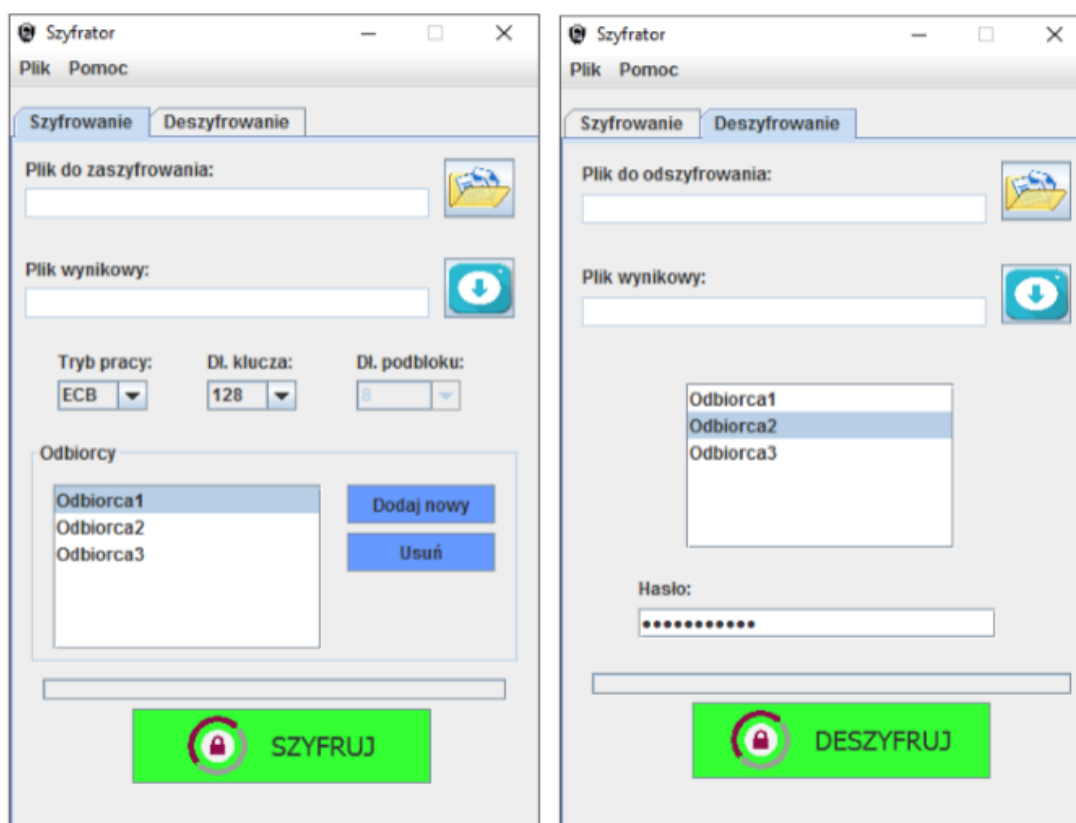 Szyfrator
Plik Pomoc
Szyfrowanie Deszyfrowanie
Plik do zaszyfrowania:
Plik wynikowy:
Tryb pracy: Dł. klucza: Dł. podbloku:
ECB 128 8
Odbiorcy
Odbiorca1
Odbiorca2
Odbiorca3
Dodaj nowy
Usuń
SZYFRUJ
Szyfrator
Plik Pomoc
Szyfrowanie Deszyfrowanie
Plik do odszyfrowania:
Plik wynikowy:
Odbiorca1
Odbiorca2
Odbiorca3
Hasło:
•••••••••••
DESZYFRUJ